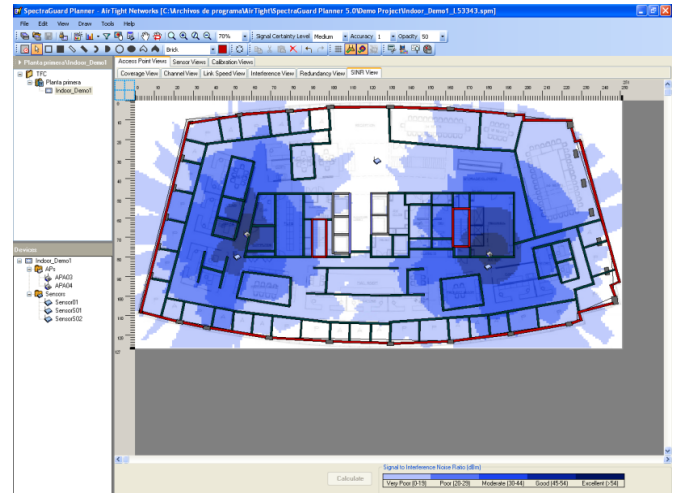 SpectraGuard Planner - AirTight Networks [C:\Archivos de programa\AirTight\SpectraGuard Planner 5.0\Demo Project\Indoor_Demo1_L53343.spm]
File Edit View Draw Tools Help
70% Signal Certainty Level Medium Accuracy 1 Opacity 50
Brick
Planta primera\Indoor_Demo1
Access Point Views Sensor Views Calibration Views
Coverage View Channel View Link Speed View Interference View Redundancy View SINR View
TFC
Planta primera
Indoor_Demo1
Devices
Indoor_Demo1
APs
APA03
APA04
Sensors
Sensor01
SensorS01
SensorS02
Calculate
Signal to Interference Noise Ratio (dBm)
Very Poor (0-19) Poor (20-29) Moderate (30-44) Good (45-54) Excellent (>54)